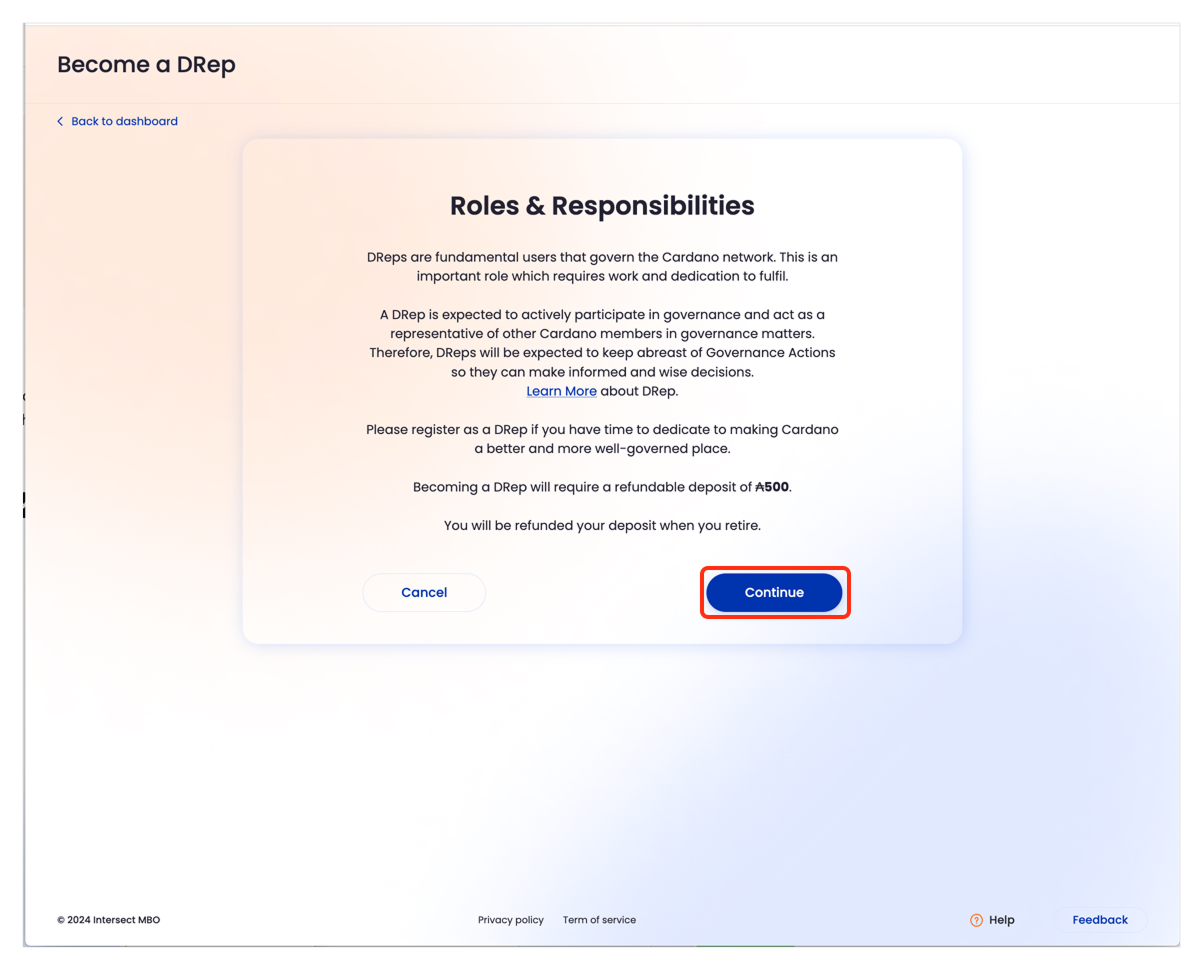 Become a DRep
Back to dashboard
Roles & Responsibilities
DReps are fundamental users that govern the Cardano network. This is an
important role which requires work and dedication to fulfil.
A DRep is expected to actively participate in governance and act as a
representative of other Cardano members in governance matters.
Therefore, DReps will be expected to keep abreast of Governance Actions
so they can make informed and wise decisions.
Learn More about DRep.
Please register as a DRep if you have time to dedicate to making Cardano
a better and more well-governed place.
Becoming a DRep will require a refundable deposit of ₳500.
You will be refunded your deposit when you retire.
Cancel
Continue
© 2024 Intersect MBO
Privacy policy
Term of service
Help
Feedback